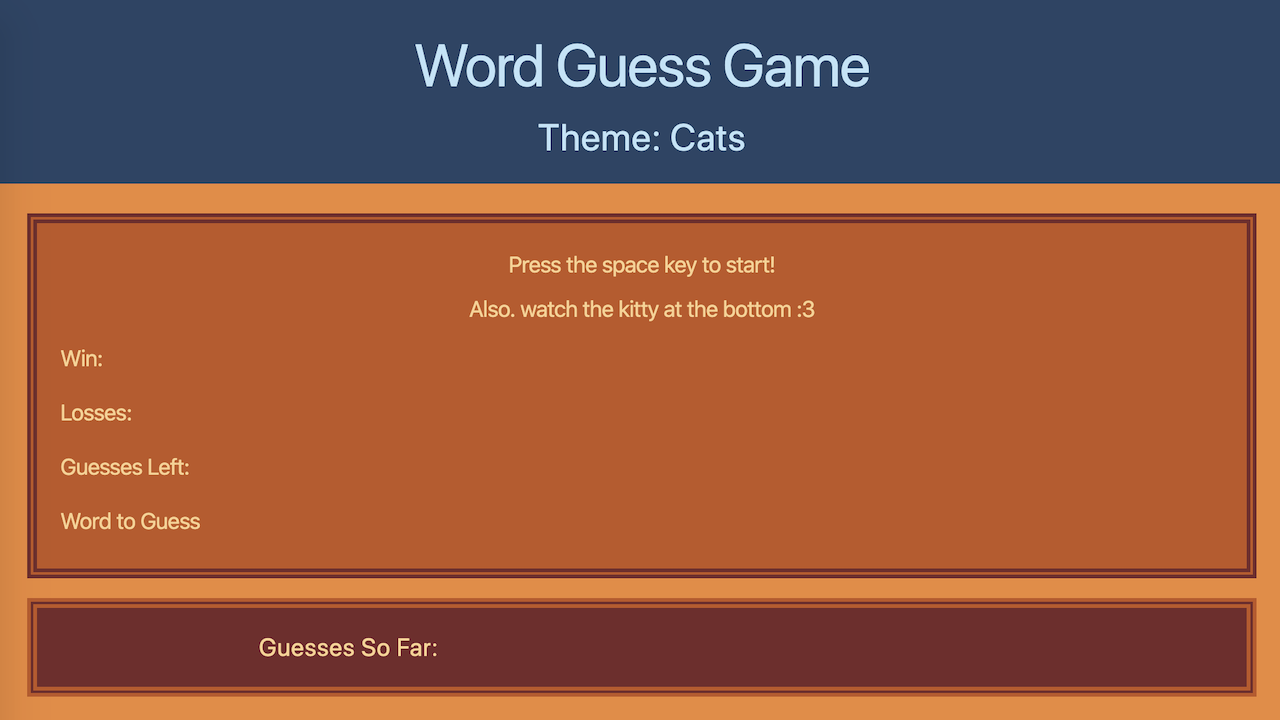 Word Guess Game
Theme: Cats
Press the space key to start!
Also. watch the kitty at the bottom :3
Win:
Losses:
Guesses Left:
Word to Guess
Guesses So Far: